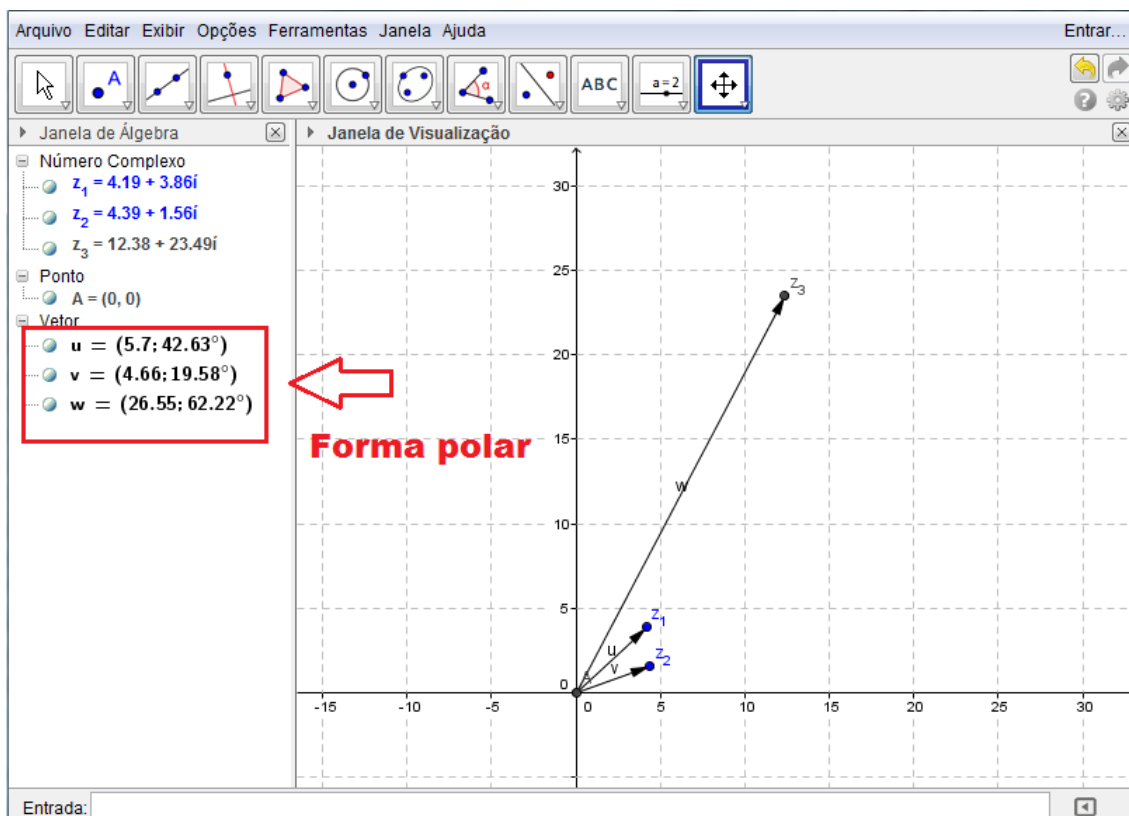 Arquivo Editar Exibir Opções Ferramentas Janela Ajuda Entrar...
A α ABC a=2
Janela de Álgebra
Janela de Visualização
Número Complexo
z1 = 4.19 + 3.86í
z2 = 4.39 + 1.56í
z3 = 12.38 + 23.49í
Ponto
A = (0, 0)
Vetor
u = (5.7; 42.63°)
v = (4.66; 19.58°)
w = (26.55; 62.22°)
Forma polar
30
25
20
15
10
5
0
z3
w
z1
u
z2
v
A
-15 -10 -5 0 5 10 15 20 25 30
Entrada: